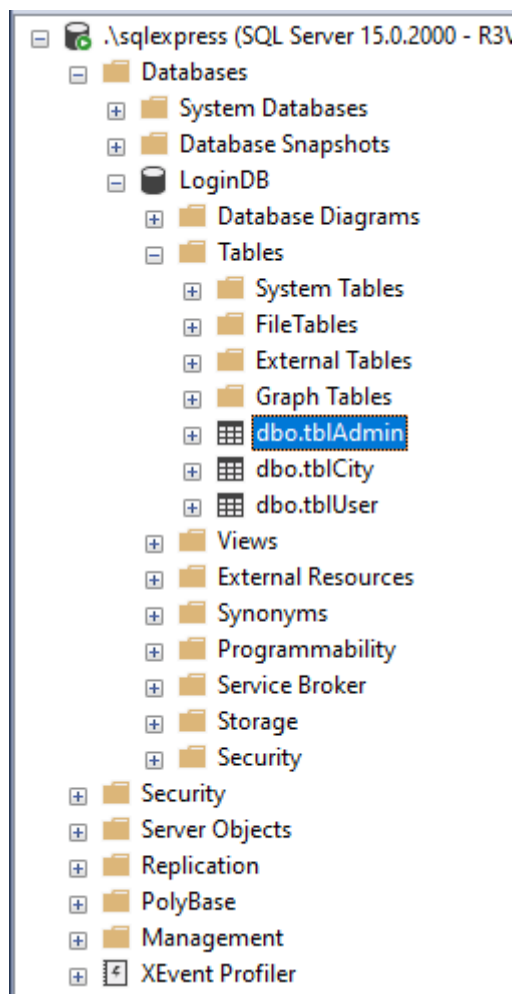 .\sqlexpress (SQL Server 15.0.2000 - R3V
Databases
System Databases
Database Snapshots
LoginDB
Database Diagrams
Tables
System Tables
FileTables
External Tables
Graph Tables
dbo.tblAdmin
dbo.tblCity
dbo.tblUser
Views
External Resources
Synonyms
Programmability
Service Broker
Storage
Security
Security
Server Objects
Replication
PolyBase
Management
XEvent Profiler